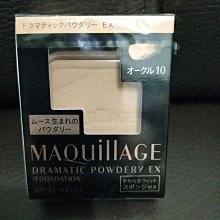 ドラマティックパウダリー EX
オークル10
ムース生まれの
パウダリー
MAQuillAGE
DRAMATIC POWDERY EX
(FOUNDATION)
やわらかフィット
スポンジ付き